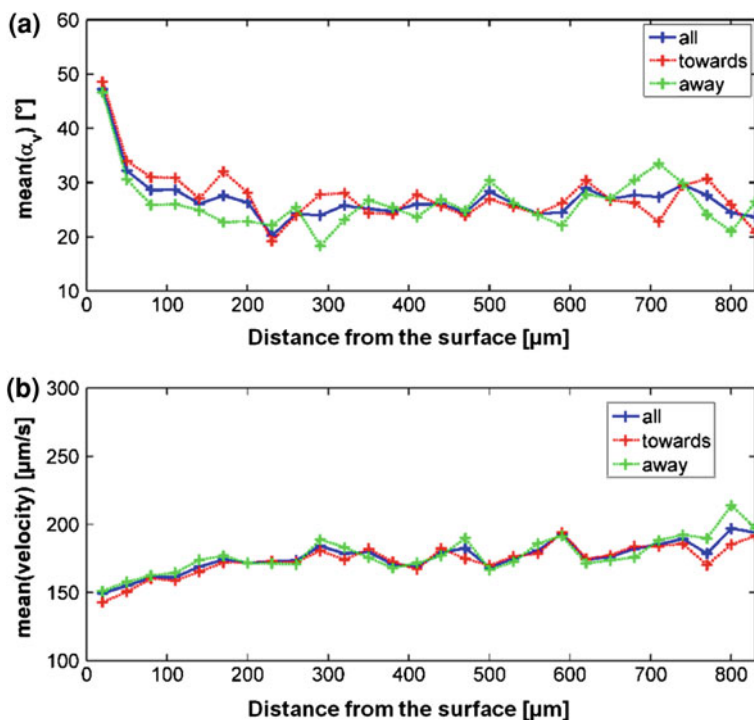 (a)
60
50
40
30
20
10
mean(αᵥ) [°]
all
towards
away
0 100 200 300 400 500 600 700 800
Distance from the surface [µm]
(b)
300
250
200
150
100
mean(velocity) [µm/s]
all
towards
away
0 100 200 300 400 500 600 700 800
Distance from the surface [µm]